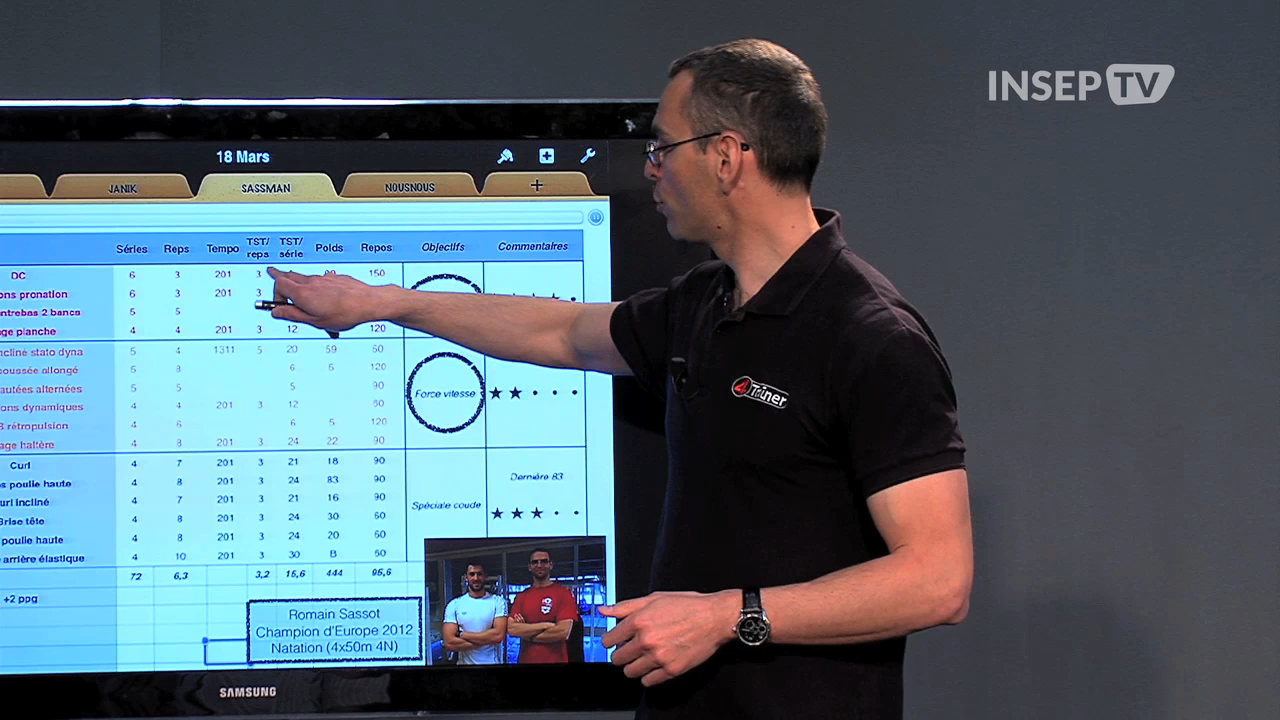 INSEP TV
18 Mars
JANIK SASSMAN NOUSNOUS +
Séries Reps Tempo TST/reps TST/série Poids Repos Objectifs Commentaires
DC 6 3 201 3 150
ons pronation 6 3 201 3
ntrebas 2 bancs 5 5
ge planche 4 4 201 3 12 120
ncliné stato dyna 5 4 1311 5 20 59 60
oussée allongé 5 8 6 5 120
autées alternées 5 5 5 90
ons dynamiques 4 4 201 3 12 60
Force vitesse
3 rétropulsion 4 6 6 5 120
age haltère 4 8 201 3 24 22 90
Curl 4 7 201 3 21 18 90
Dernière 83
s poulie haute 4 8 201 3 24 83 90
url incliné 4 7 201 3 21 16 90
Spéciale coude
Brise tête 4 8 201 3 24 30 60
poulie haute 4 8 201 3 24 20 60
arrière élastique 4 10 201 3 30 B 60
72 6,3 3,2 15,6 444 95,6
+2 ppg
Romain Sassot
Champion d'Europe 2012
Natation (4x50m 4N)
SAMSUNG
4Trainer